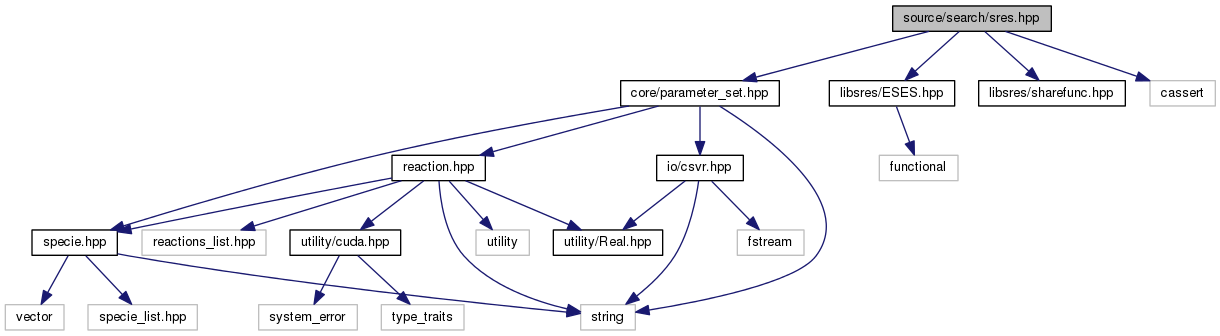 source/search/sres.hpp
core/parameter_set.hpp
libsres/ESES.hpp
libsres/sharefunc.hpp
cassert
reaction.hpp
io/csvr.hpp
functional
specie.hpp
reactions_list.hpp
utility/cuda.hpp
utility
utility/Real.hpp
fstream
vector
specie_list.hpp
system_error
type_traits
string